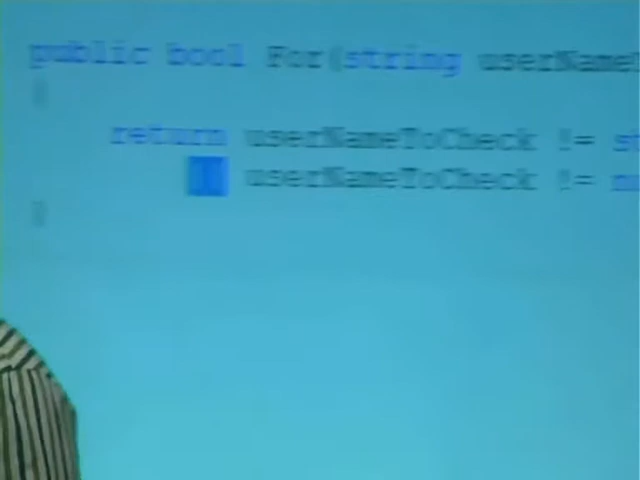 public bool For(string userName
{
return userNameToCheck != s
userNameToCheck != n
}